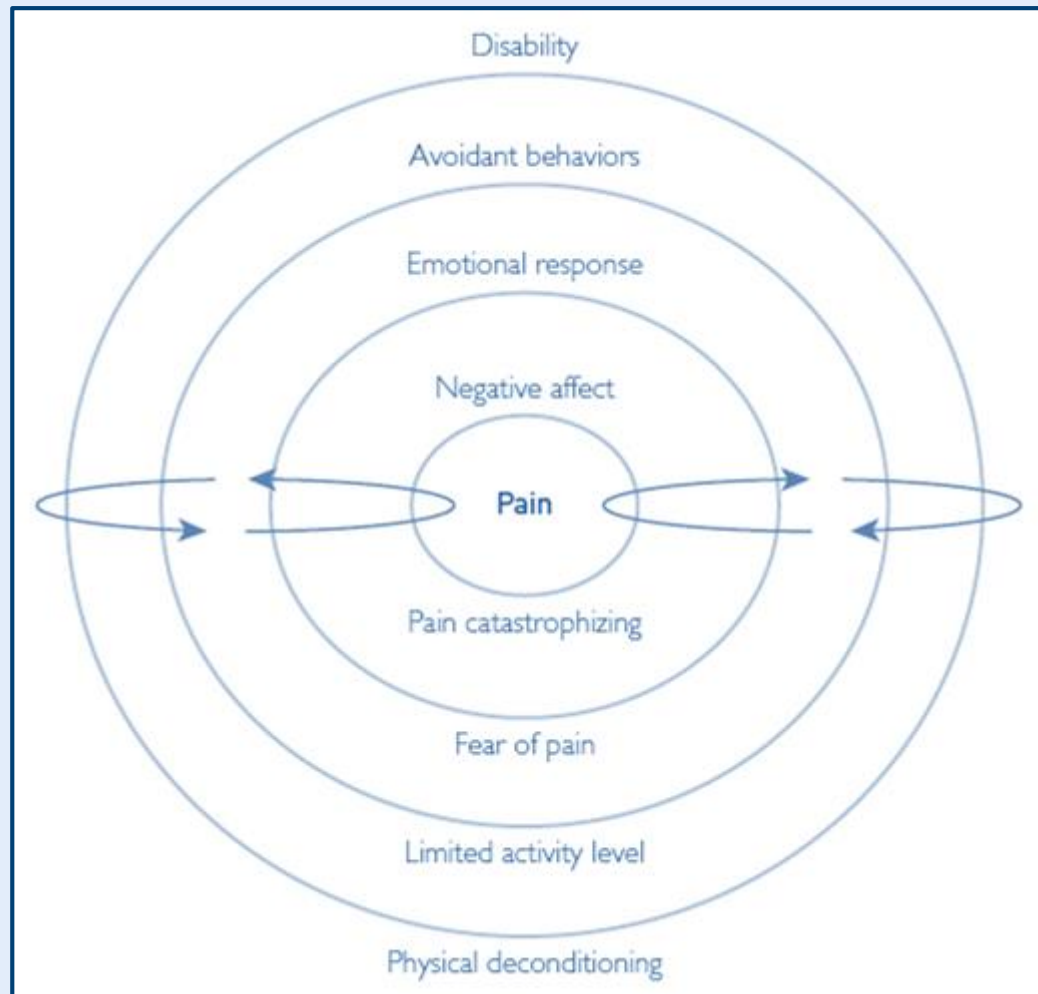 Disability
Avoidant behaviors
Emotional response
Negative affect
Pain
Pain catastrophizing
Fear of pain
Limited activity level
Physical deconditioning